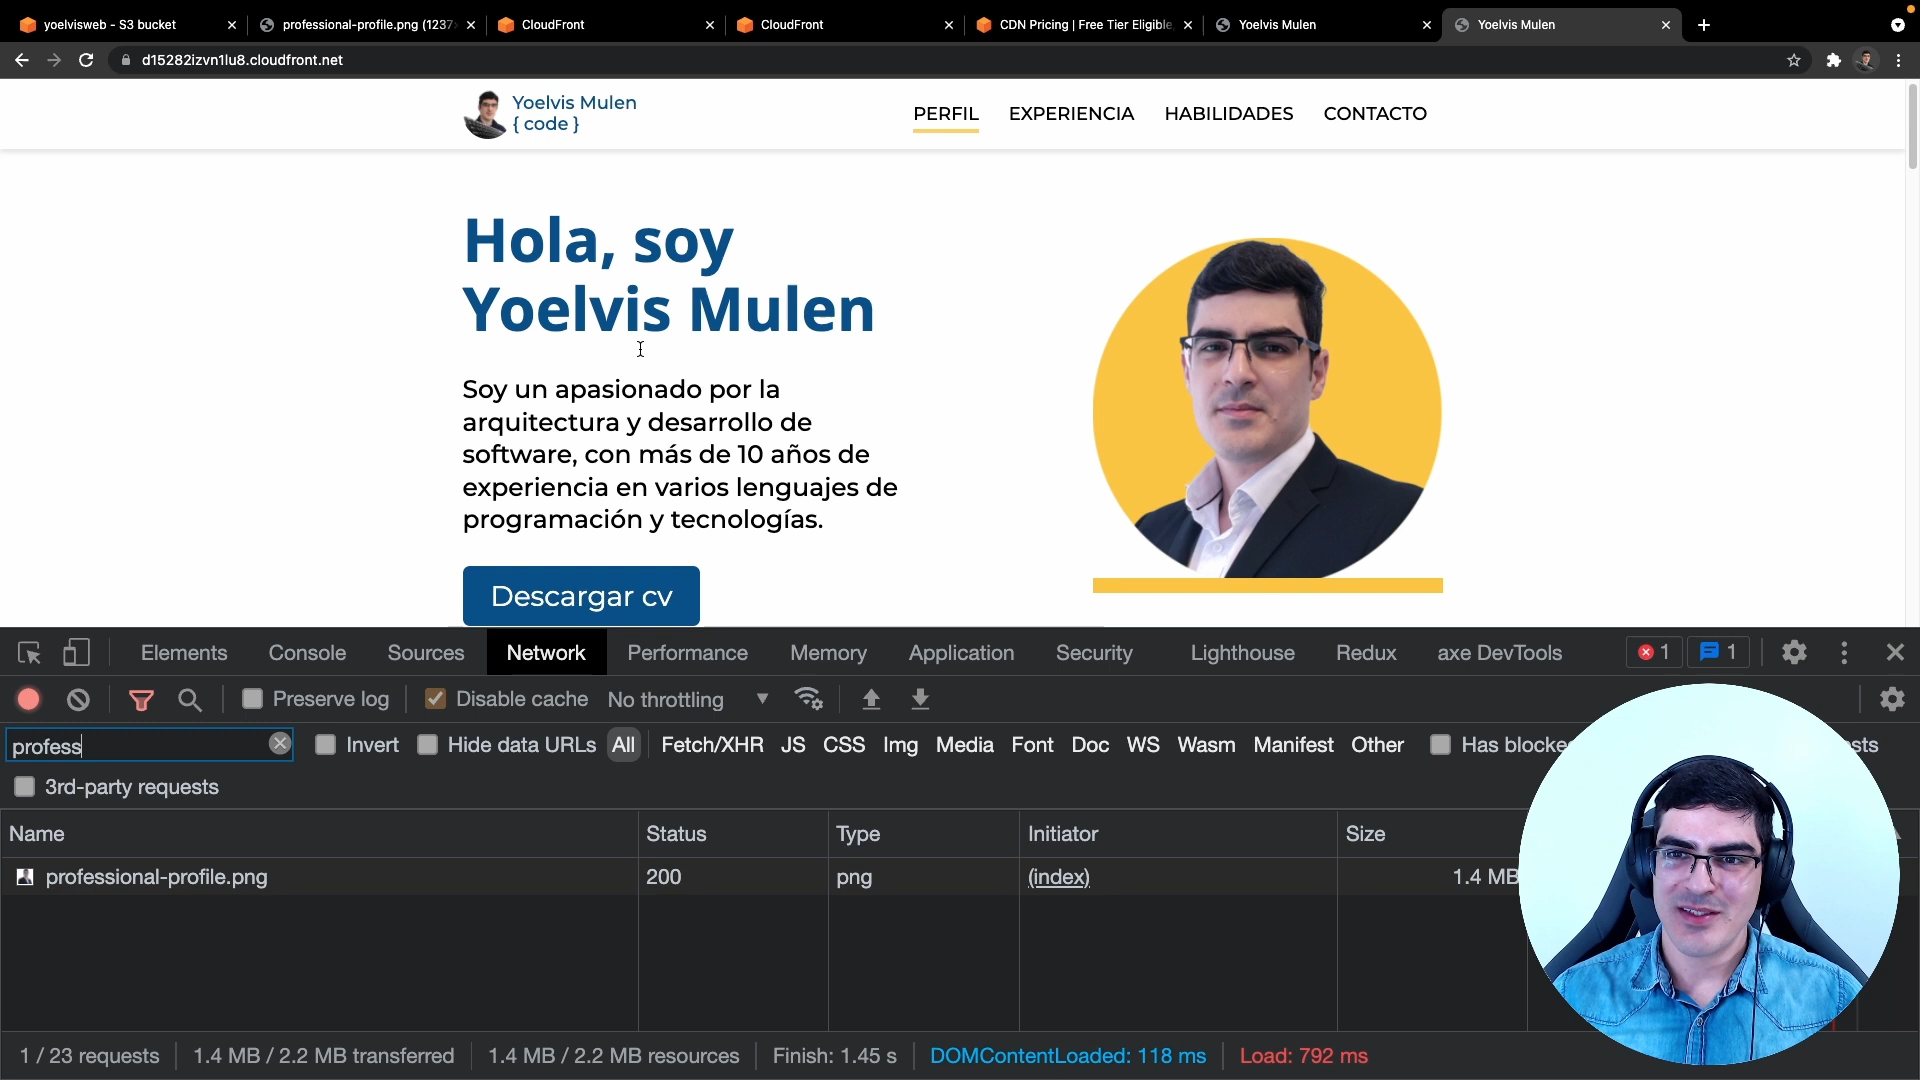 yoelvisweb - S3 bucket
professional-profile.png (1237
CloudFront
CloudFront
CDN Pricing | Free Tier Eligible,
Yoelvis Mulen
Yoelvis Mulen
d15282izvn1lu8.cloudfront.net
Yoelvis Mulen
{ code }
PERFIL
EXPERIENCIA
HABILIDADES
CONTACTO
Hola, soy
Yoelvis Mulen
Soy un apasionado por la
arquitectura y desarrollo de
software, con más de 10 años de
experiencia en varios lenguajes de
programación y tecnologías.
Descargar cv
Elements
Console
Sources
Network
Performance
Memory
Application
Security
Lighthouse
Redux
axe DevTools
1
1
Preserve log
Disable cache
No throttling
profess
Invert
Hide data URLs
All
Fetch/XHR
JS
CSS
Img
Media
Font
Doc
WS
Wasm
Manifest
Other
Has blocke
sts
3rd-party requests
Name
Status
Type
Initiator
Size
professional-profile.png
200
png
(index)
1.4 MB
1 / 23 requests
1.4 MB / 2.2 MB transferred
1.4 MB / 2.2 MB resources
Finish: 1.45 s
DOMContentLoaded: 118 ms
Load: 792 ms